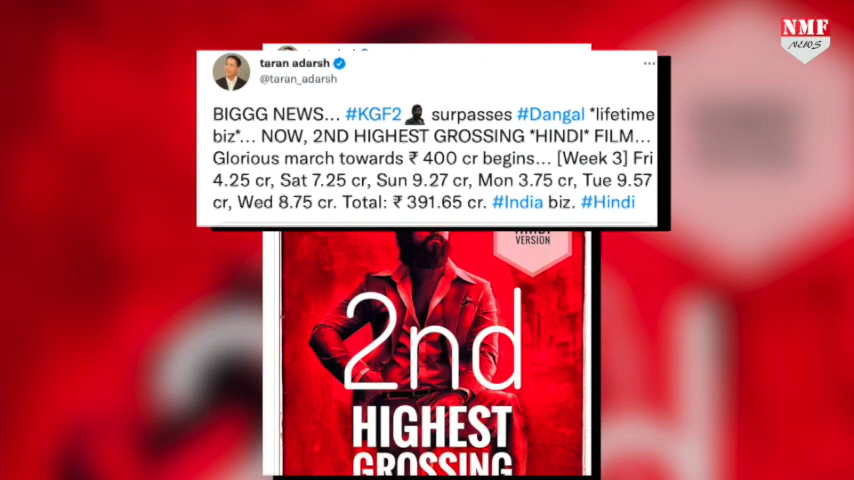 NMF
NEWS
taran adarsh
@taran_adarsh
BIGGG NEWS... #KGF2 surpasses #Dangal *lifetime
biz*... NOW, 2ND HIGHEST GROSSING *HINDI* FILM...
Glorious march towards ₹ 400 cr begins... [Week 3] Fri
4.25 cr, Sat 7.25 cr, Sun 9.27 cr, Mon 3.75 cr, Tue 9.57
cr, Wed 8.75 cr. Total: ₹ 391.65 cr. #India biz. #Hindi
VERSION
2nd
HIGHEST
GROSSING